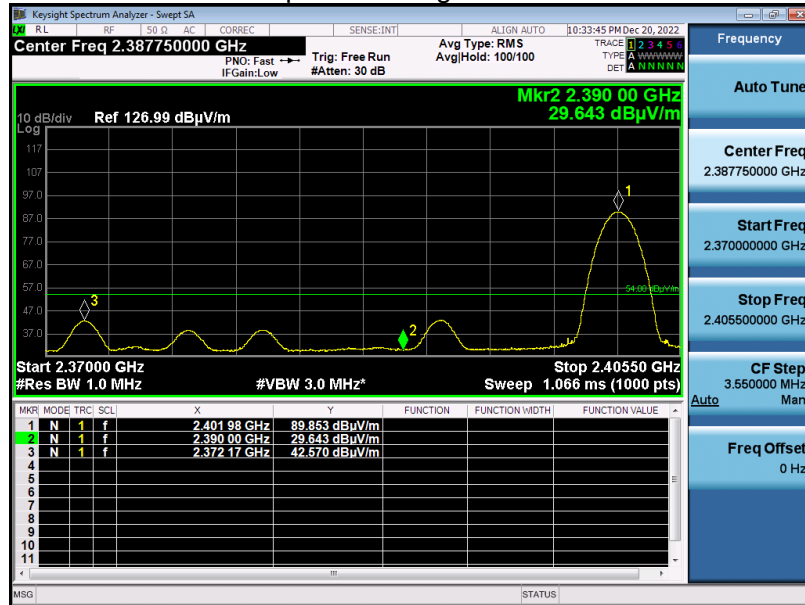 Keysight Spectrum Analyzer - Swept SA
LXI RL RF 50 Ω AC CORREC SENSE:INT ALIGN AUTO 10:33:45 PM Dec 20, 2022
Center Freq 2.387750000 GHz
PNO: Fast
IFGain:Low
Trig: Free Run
#Atten: 30 dB
Avg Type: RMS
Avg|Hold: 100/100
TRACE 1 2 3 4 5 6
TYPE A WWWWW
DET A N N N N N
Mkr2 2.390 00 GHz
29.643 dBµV/m
10 dB/div Ref 126.99 dBµV/m
Log
117
107
97.0
87.0
77.0
67.0
57.0
47.0
37.0
1
2
3
54.00 dBµV/m
Start 2.37000 GHz Stop 2.40550 GHz
#Res BW 1.0 MHz #VBW 3.0 MHz* Sweep 1.066 ms (1000 pts)
MKR MODE TRC SCL X Y FUNCTION FUNCTION WIDTH FUNCTION VALUE
1 N 1 f 2.401 98 GHz 89.853 dBµV/m
2 N 1 f 2.390 00 GHz 29.643 dBµV/m
3 N 1 f 2.372 17 GHz 42.570 dBµV/m
4
5
6
7
8
9
10
11
MSG STATUS
Frequency
Auto Tune
Center Freq
2.387750000 GHz
Start Freq
2.370000000 GHz
Stop Freq
2.405500000 GHz
CF Step
3.550000 MHz
Auto Man
Freq Offset
0 Hz